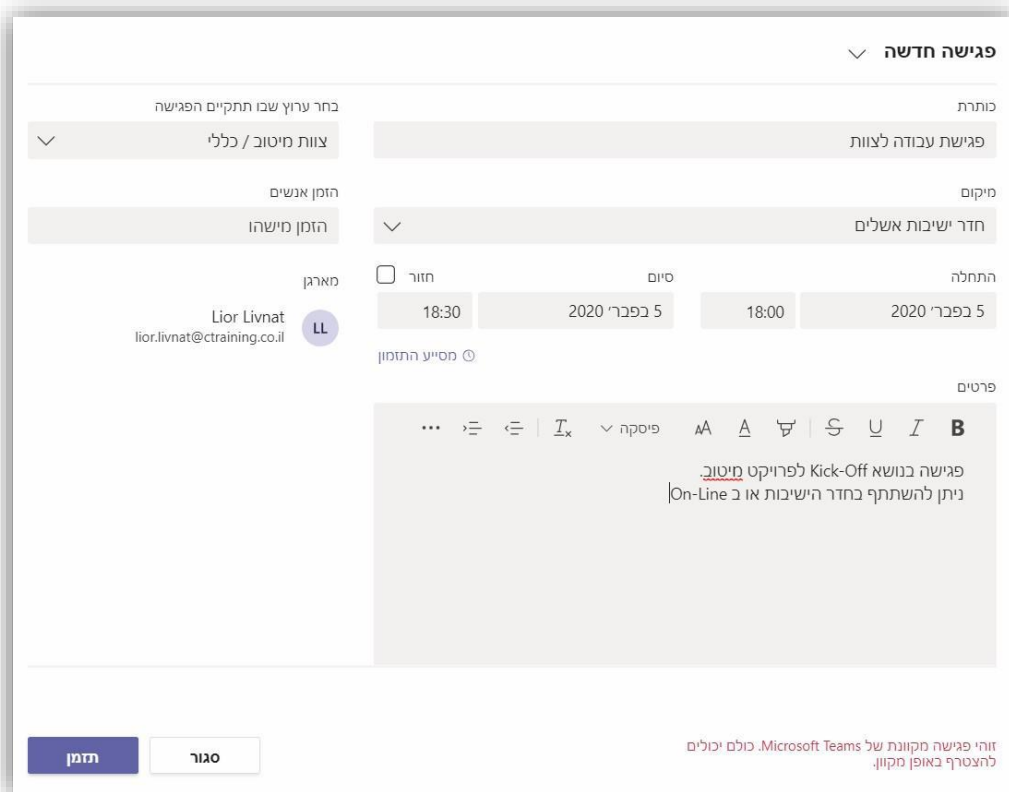 פגישה חדשה
כותרת
פגישת עבודה לצוות
בחר ערוץ שבו תתקיים הפגישה
צוות מיטוב / כללי
מיקום
חדר ישיבות אשלים
הזמן אנשים
הזמן מישהו
התחלה
סיום
חזור
5 בפבר׳ 2020
18:00
5 בפבר׳ 2020
18:30
מארגן
LL
Lior Livnat
lior.livnat@ctraining.co.il
מסייע התזמון
פרטים
B I U S A AA פיסקה Tx
פגישה בנושא Kick-Off לפרויקט מיטוב.
ניתן להשתתף בחדר הישיבות או ב On-Line
זוהי פגישה מקוונת של Microsoft Teams. כולם יכולים
להצטרף באופן מקוון.
סגור
תזמן